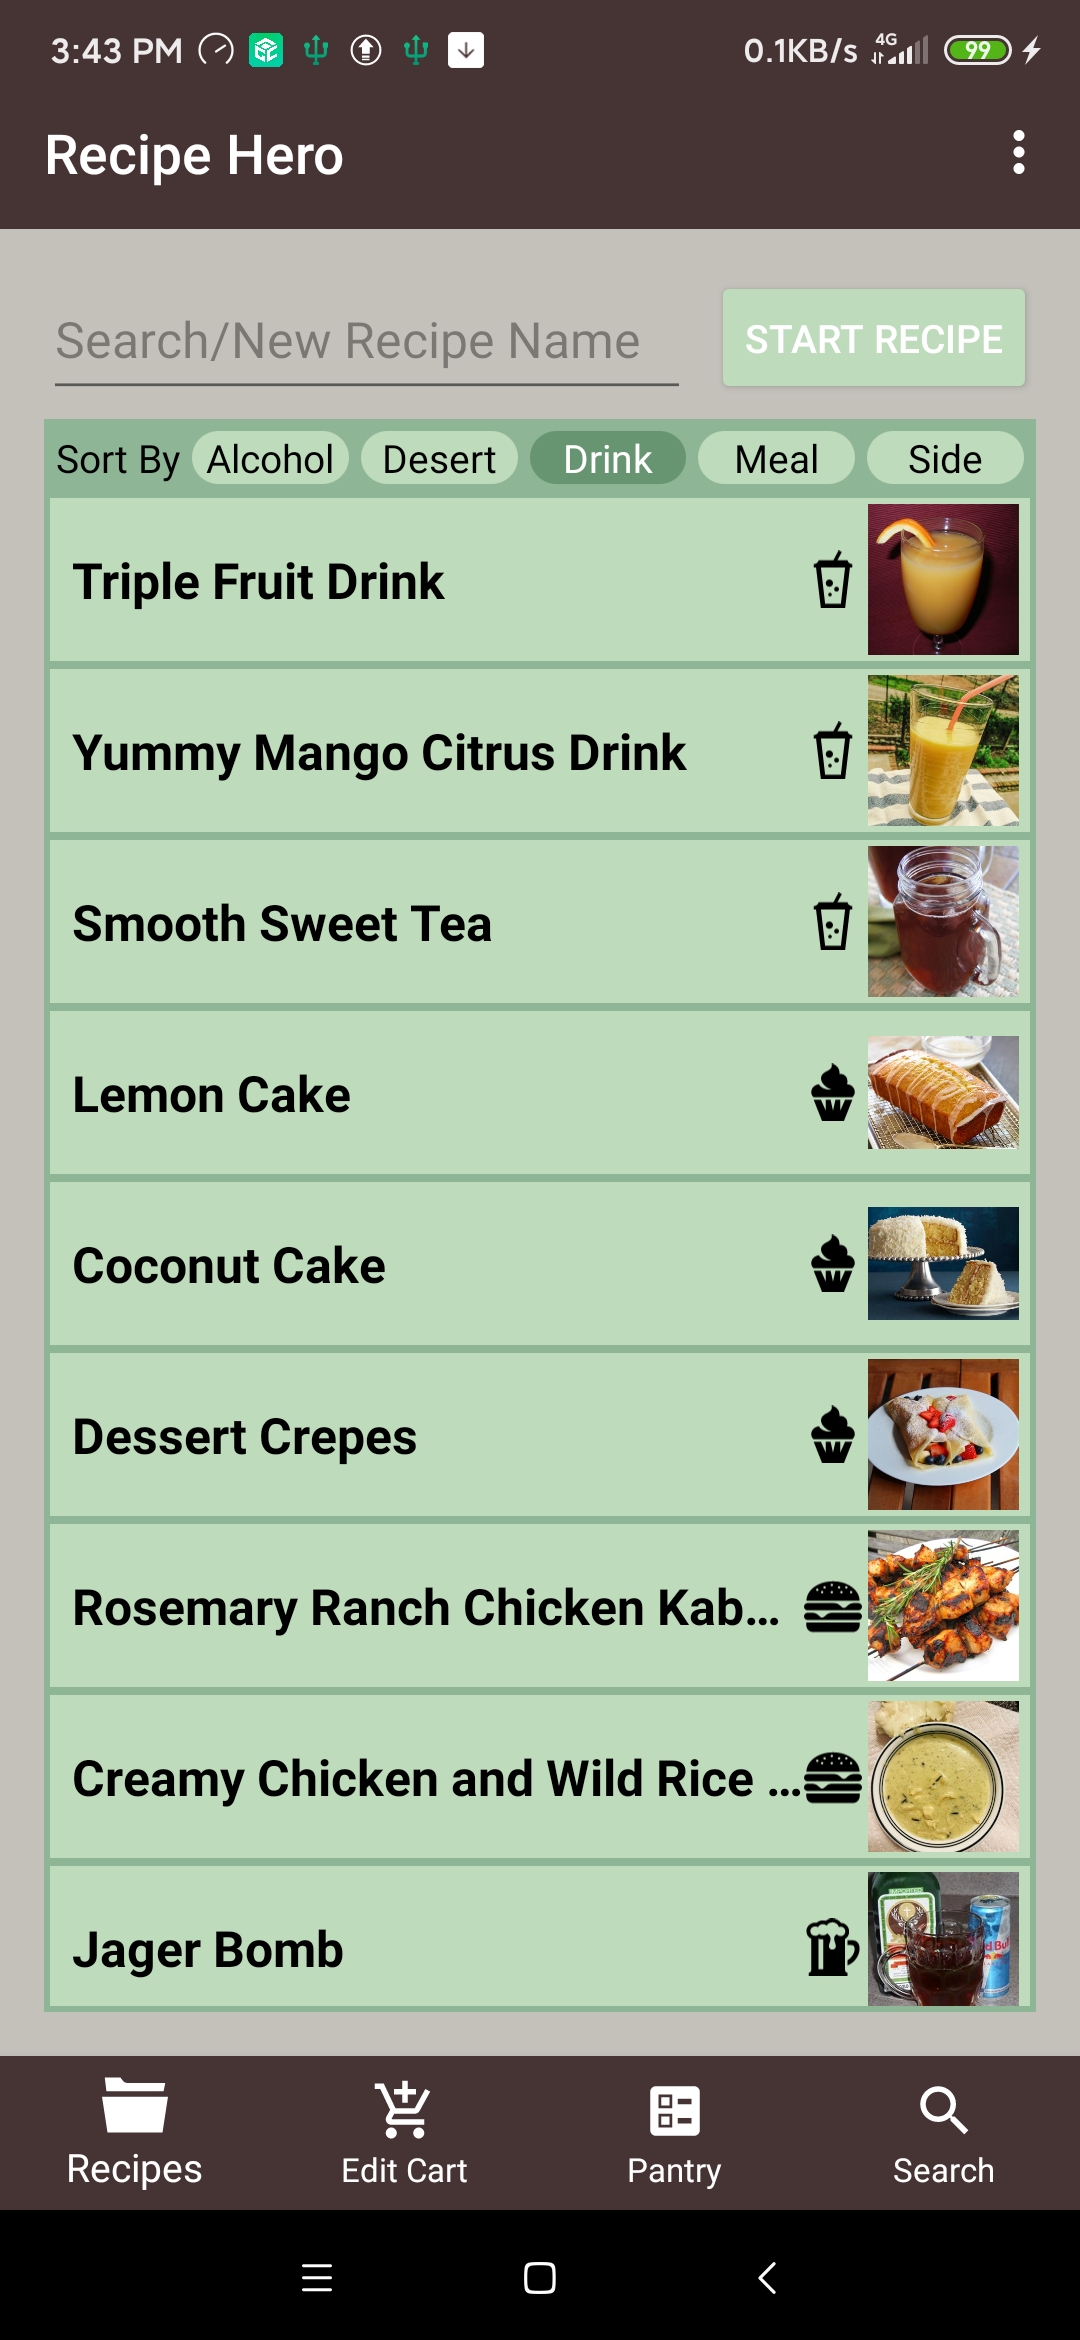 3:43 PM 0.1KB/s 4G 99
Recipe Hero
Search/New Recipe Name START RECIPE
Sort By Alcohol Desert Drink Meal Side
Triple Fruit Drink
Yummy Mango Citrus Drink
Smooth Sweet Tea
Lemon Cake
Coconut Cake
Dessert Crepes
Rosemary Ranch Chicken Kab...
Creamy Chicken and Wild Rice ...
Jager Bomb
Recipes Edit Cart Pantry Search